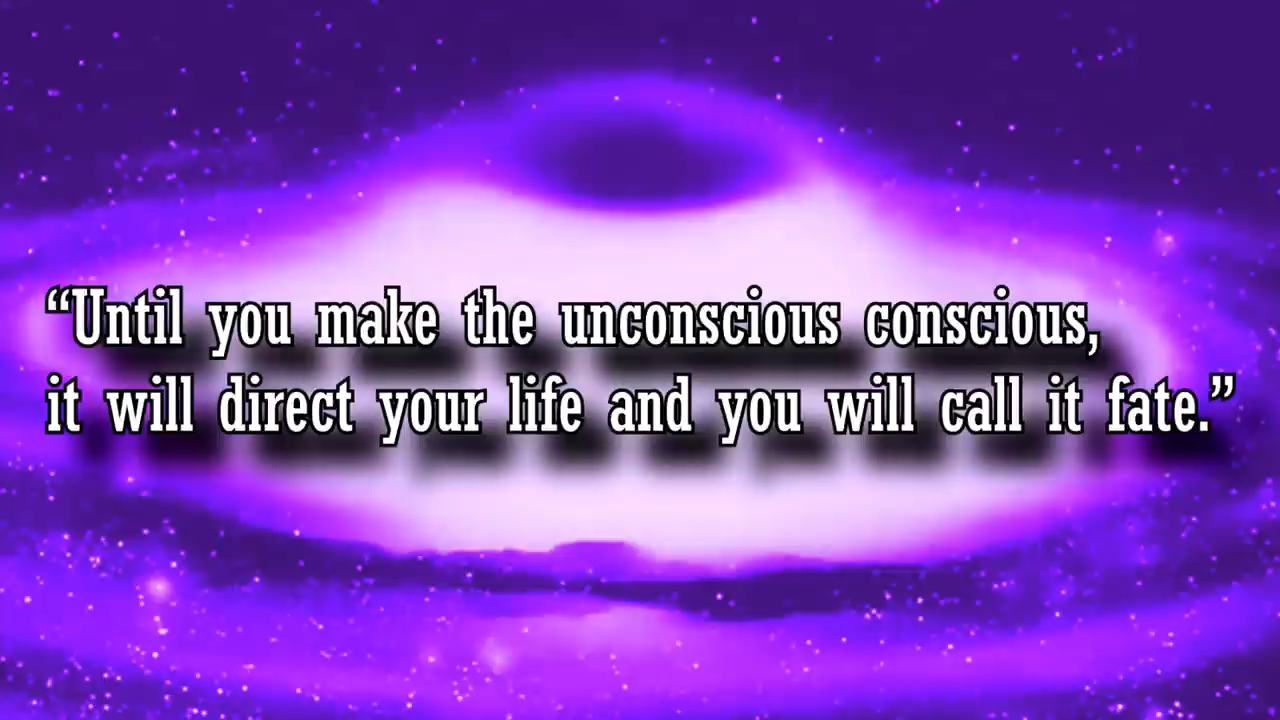 “Until you make the unconscious conscious,
it will direct your life and you will call it fate.”